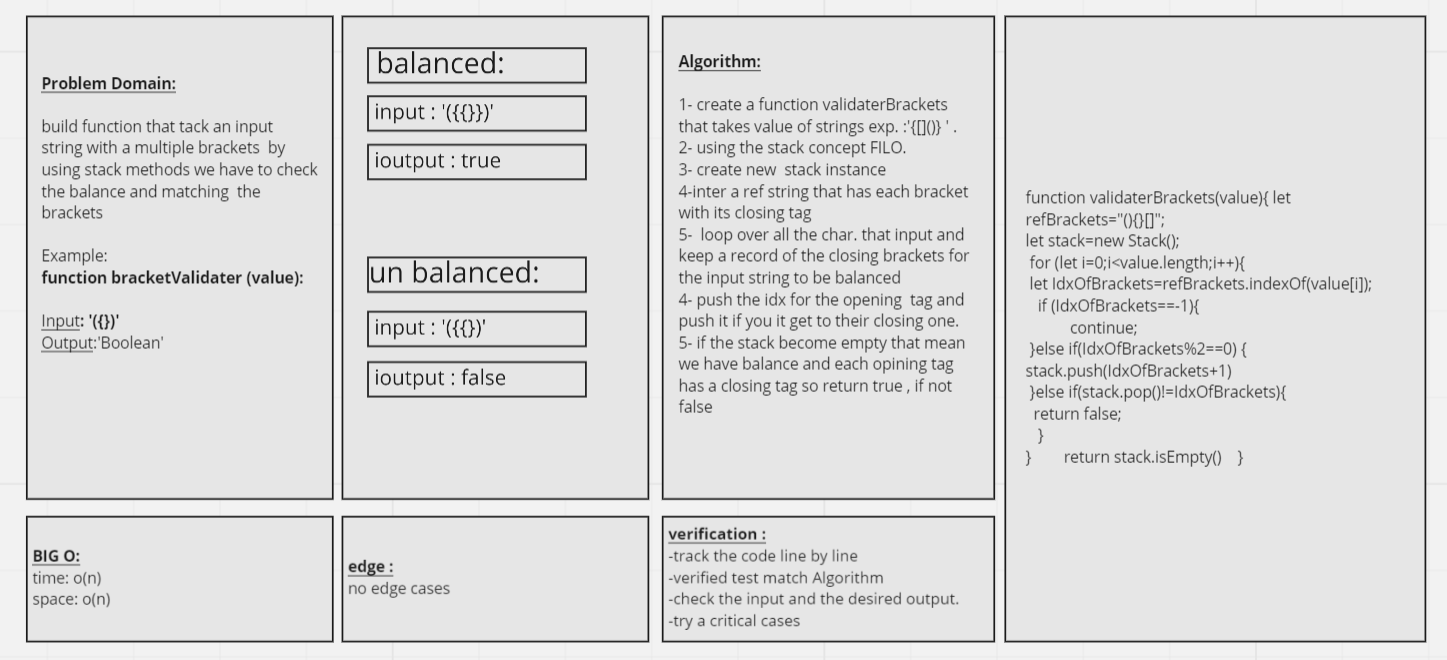 Problem Domain:
build function that tack an input
string with a multiple brackets by
using stack methods we have to check
the balance and matching the
brackets
Example:
function bracketValidater (value):
Input: '({})'
Output:'Boolean'
balanced:
input : '({{}})'
ioutput : true
un balanced:
input : '({{})'
ioutput : false
Algorithm:
1- create a function validaterBrackets
that takes value of strings exp. :'{[]()} ' .
2- using the stack concept FILO.
3- create new stack instance
4-inter a ref string that has each bracket
with its closing tag
5- loop over all the char. that input and
keep a record of the closing brackets for
the input string to be balanced
4- push the idx for the opening tag and
push it if you it get to their closing one.
5- if the stack become empty that mean
we have balance and each opining tag
has a closing tag so return true , if not
false
function validaterBrackets(value){ let
refBrackets="(){}[]";
let stack=new Stack();
for (let i=0;i<value.length;i++){
let IdxOfBrackets=refBrackets.indexOf(value[i]);
if (IdxOfBrackets==-1){
continue;
}else if(IdxOfBrackets%2==0) {
stack.push(IdxOfBrackets+1)
}else if(stack.pop()!=IdxOfBrackets){
return false;
}
} return stack.isEmpty() }
BIG O:
time: o(n)
space: o(n)
edge :
no edge cases
verification :
-track the code line by line
-verified test match Algorithm
-check the input and the desired output.
-try a critical cases